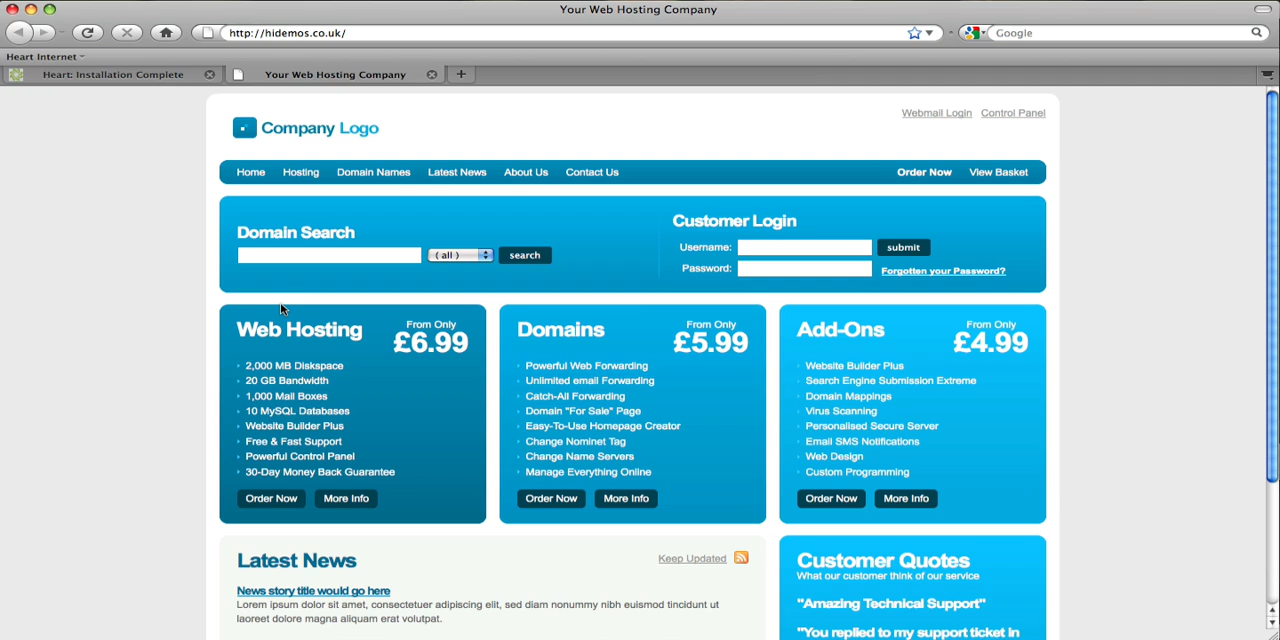 Your Web Hosting Company
http://hidemos.co.uk/
Google
Heart Internet
Heart: Installation Complete
Your Web Hosting Company
Webmail Login Control Panel
Company Logo
Home Hosting Domain Names Latest News About Us Contact Us Order Now View Basket
Domain Search
( all ) search
Customer Login
Username: submit
Password: Forgotten your Password?
Web Hosting
From Only
£6.99
2,000 MB Diskspace
20 GB Bandwidth
1,000 Mail Boxes
10 MySQL Databases
Website Builder Plus
Free & Fast Support
Powerful Control Panel
30-Day Money Back Guarantee
Order Now More Info
Domains
From Only
£5.99
Powerful Web Forwarding
Unlimited email Forwarding
Catch-All Forwarding
Domain "For Sale" Page
Easy-To-Use Homepage Creator
Change Nominet Tag
Change Name Servers
Manage Everything Online
Order Now More Info
Add-Ons
From Only
£4.99
Website Builder Plus
Search Engine Submission Extreme
Domain Mappings
Virus Scanning
Personalised Secure Server
Email SMS Notifications
Web Design
Custom Programming
Order Now More Info
Latest News
Keep Updated
News story title would go here
Lorem ipsum dolor sit amet, consectetuer adipiscing elit, sed diam nonummy nibh euismod tincidunt ut
laoreet dolore magna aliquam erat volutpat.
Customer Quotes
What our customer think of our service
"Amazing Technical Support"
"You replied to my support ticket in